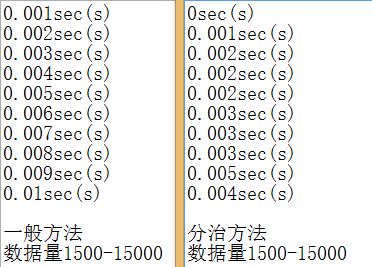 0.001sec(s)
0.002sec(s)
0.003sec(s)
0.004sec(s)
0.005sec(s)
0.006sec(s)
0.007sec(s)
0.008sec(s)
0.009sec(s)
0.01sec(s)
一般方法
数据量1500-15000
0sec(s)
0.001sec(s)
0.002sec(s)
0.002sec(s)
0.002sec(s)
0.003sec(s)
0.003sec(s)
0.003sec(s)
0.005sec(s)
0.004sec(s)
分治方法
数据量1500-15000